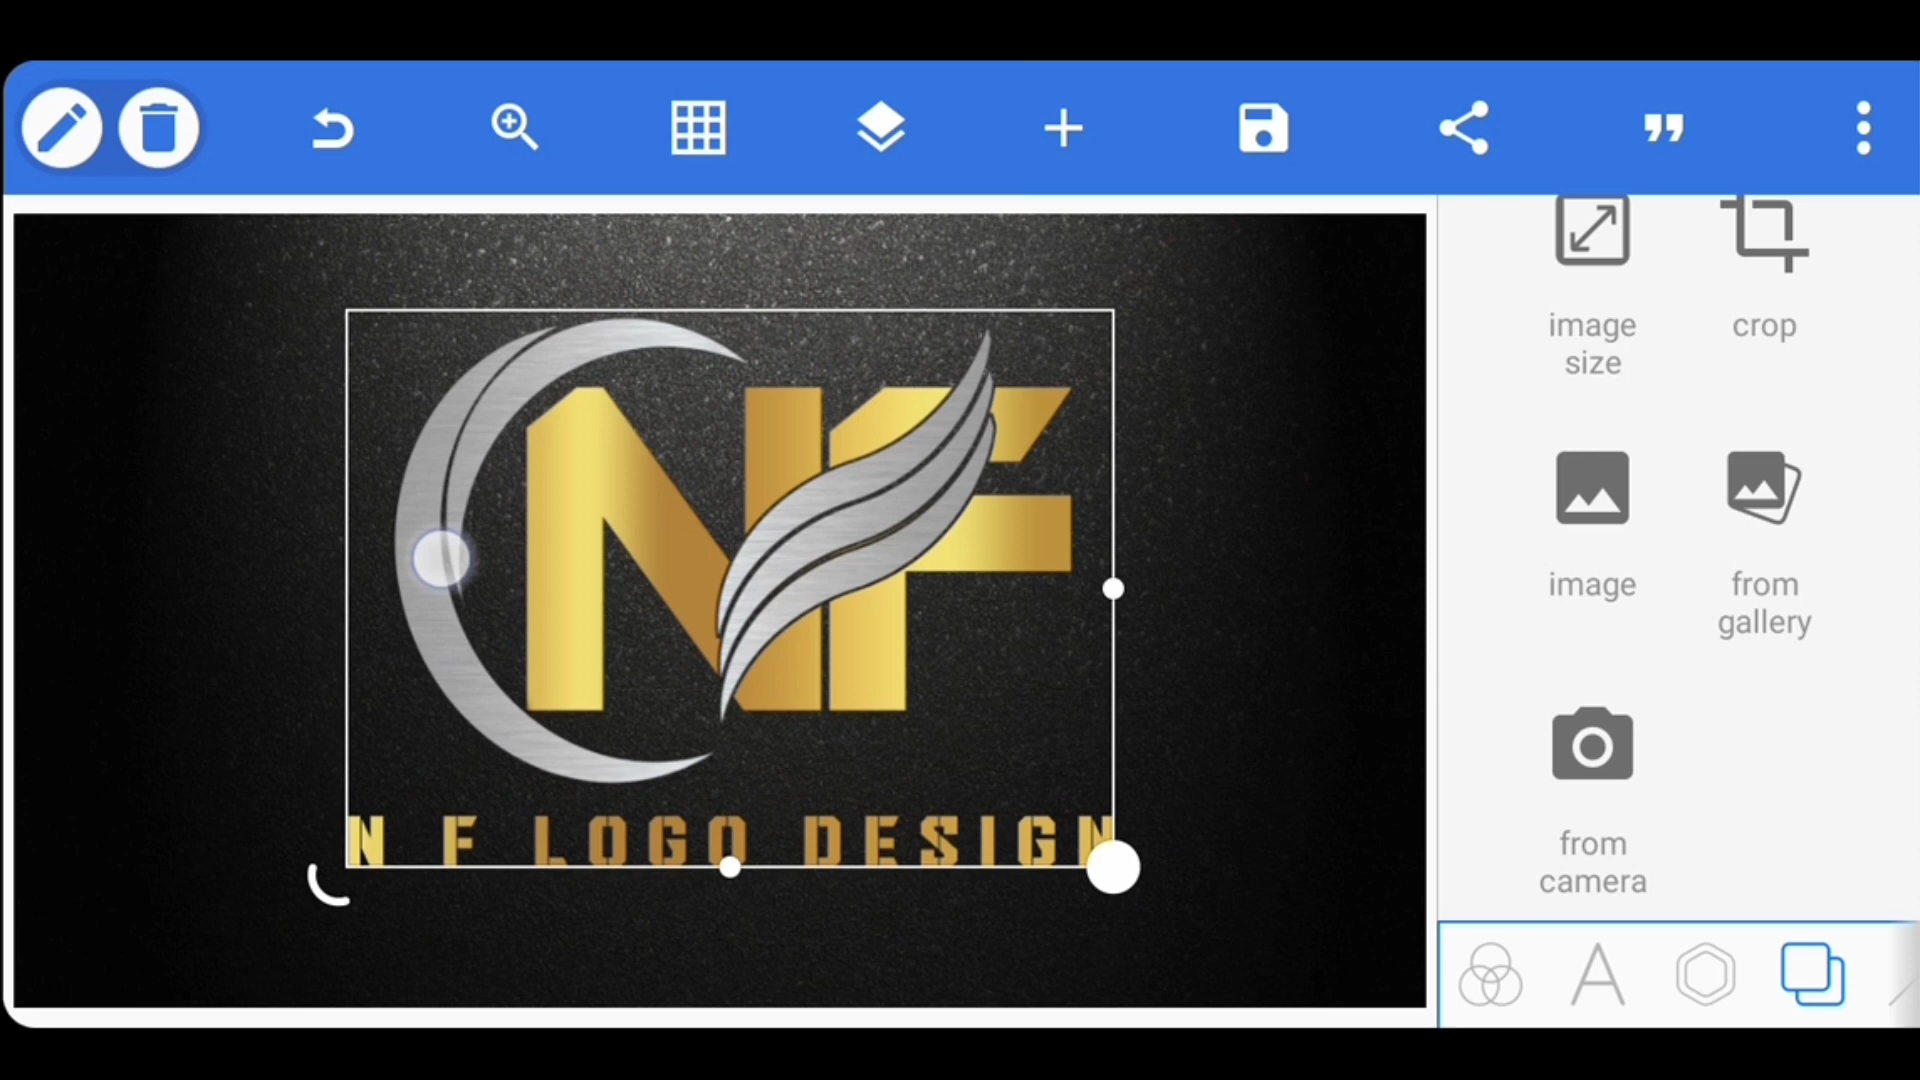 image
size
crop
NF
image
from
gallery
N F LOGO DESIGN
from
camera